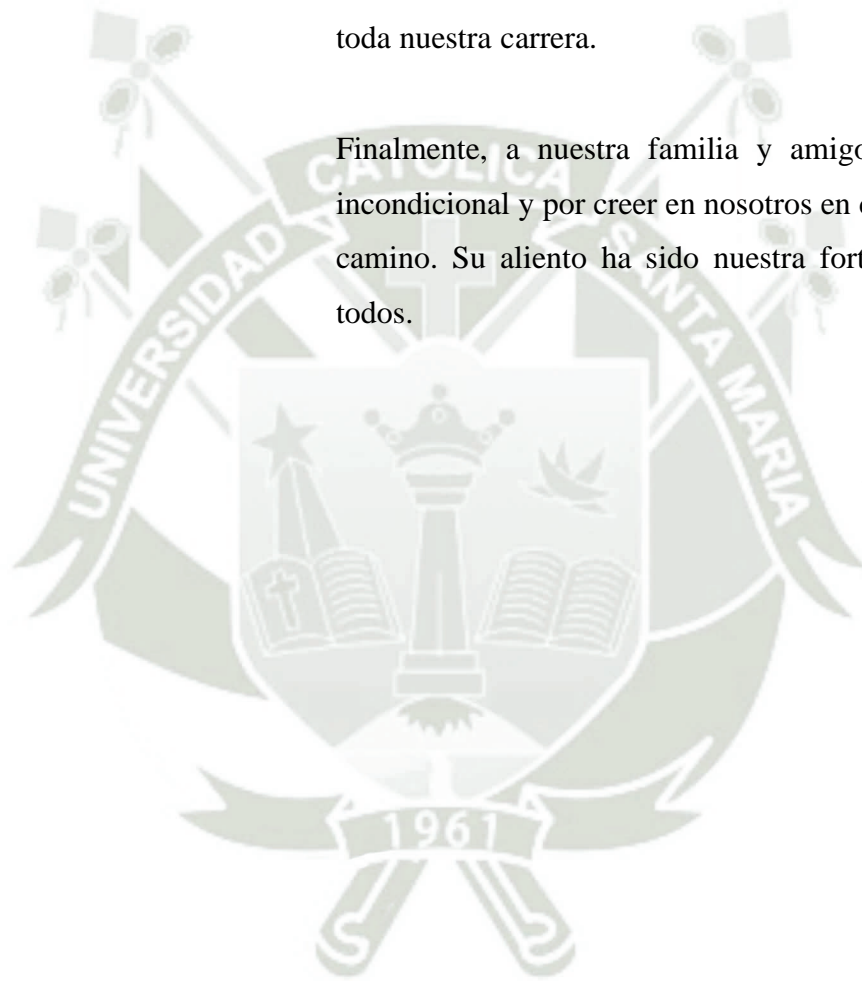 toda nuestra carrera.
Finalmente, a nuestra familia y amigo
incondicional y por creer en nosotros en
camino. Su aliento ha sido nuestra fort
todos.
UNIVERSIDAD CATOLICA SANTA MARIA
1961